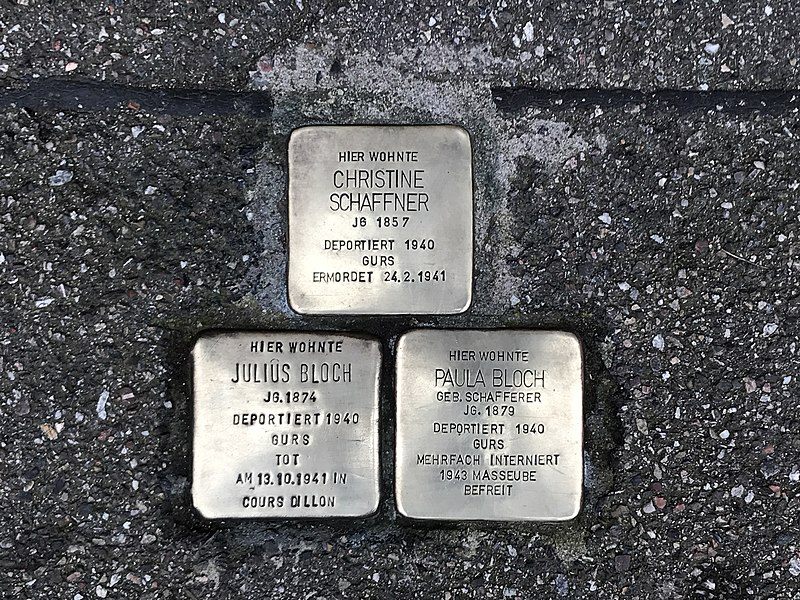 HIER WOHNTE
CHRISTINE
SCHAFFNER
JG 1857
DEPORTIERT 1940
GURS
ERMORDET 24.2.1941
HIER WOHNTE
JULIUS BLOCH
JG.1874
DEPORTIERT 1940
GURS
TOT
AM 13.10.1941 IN
COURS DILLON
HIER WOHNTE
PAULA BLOCH
GEB. SCHAFFERER
JG. 1879
DEPORTIERT 1940
GURS
MEHRFACH INTERNIERT
1943 MASSEUBE
BEFREIT